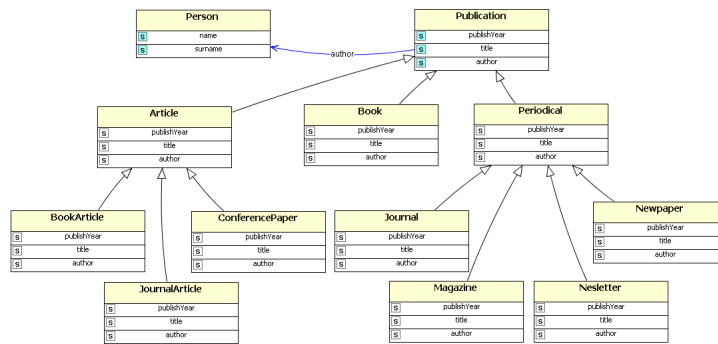 Person
S name
S surname
Publication
S publishYear
S title
S author
author
Article
S publishYear
S title
S author
Book
S publishYear
S title
S author
Periodical
S publishYear
S title
S author
BookArticle
S publishYear
S title
S author
ConferencePaper
S publishYear
S title
S author
Journal
S publishYear
S title
S author
Newpaper
S publishYear
S title
S author
JournalArticle
S publishYear
S title
S author
Magazine
S publishYear
S title
S author
Nesletter
S publishYear
S title
S author